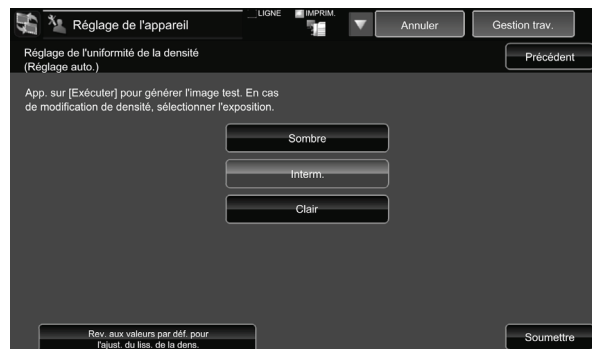 LIGNE IMPRIM.
Réglage de l'appareil Annuler Gestion trav.
Réglage de l'uniformité de la densité
(Réglage auto.)
Précédent
App. sur [Exécuter] pour générer l'image test. En cas
de modification de densité, sélectionner l'exposition.
Sombre
Interm.
Clair
Rev. aux valeurs par déf. pour
l'ajust. du liss. de la dens.
Soumettre